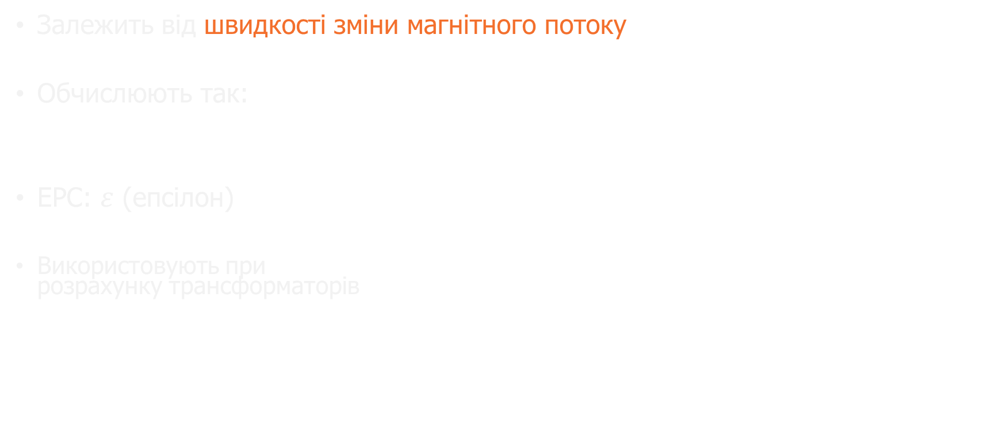 • Залежить від швидкості зміни магнітного потоку
• Обчислюють так:
• ЕРС: ε (епсілон)
• Використовують при
розрахунку трансформаторів